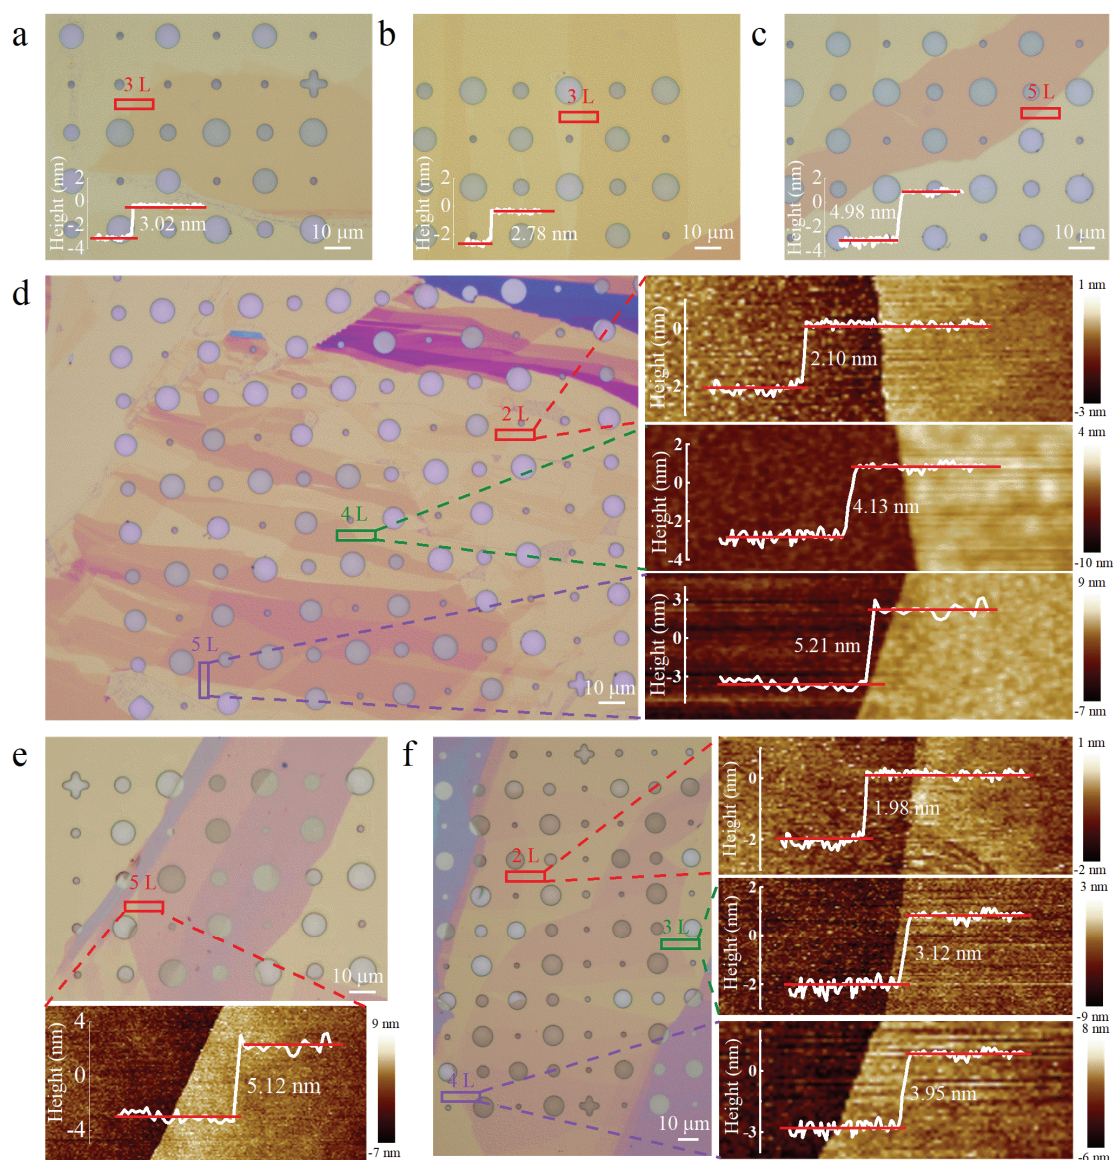 a
3 L
Height (nm)
2
0
-2
-4
3.02 nm
10 μm
b
3 L
Height (nm)
2
0
-2
2.78 nm
10 μm
c
5 L
Height (nm)
2
0
-2
-4
4.98 nm
10 μm
d
2 L
4 L
5 L
10 μm
Height (nm)
0
-2
2.10 nm
1 nm
-3 nm
Height (nm)
2
0
-2
-4
4.13 nm
4 nm
-10 nm
Height (nm)
3
0
-3
5.21 nm
9 nm
-7 nm
e
5 L
10 μm
Height (nm)
4
0
-4
5.12 nm
9 nm
-7 nm
f
2 L
3 L
4 L
10 μm
Height (nm)
0
-2
1.98 nm
1 nm
-2 nm
Height (nm)
2
0
-2
3.12 nm
3 nm
-9 nm
Height (nm)
0
-3
3.95 nm
8 nm
-6 nm